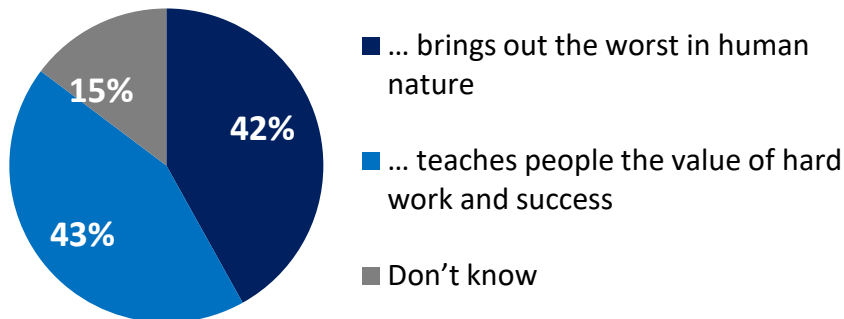 15%
42%
43%
… brings out the worst in human
nature
… teaches people the value of hard
work and success
Don’t know